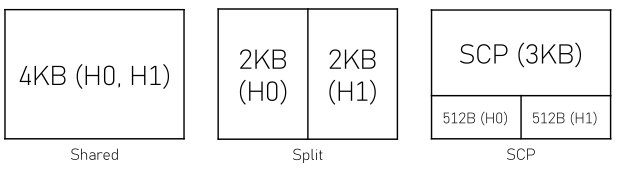 4KB (H0, H1)
Shared
2KB
(H0)
2KB
(H1)
Split
SCP (3KB)
512B (H0)
512B (H1)
SCP